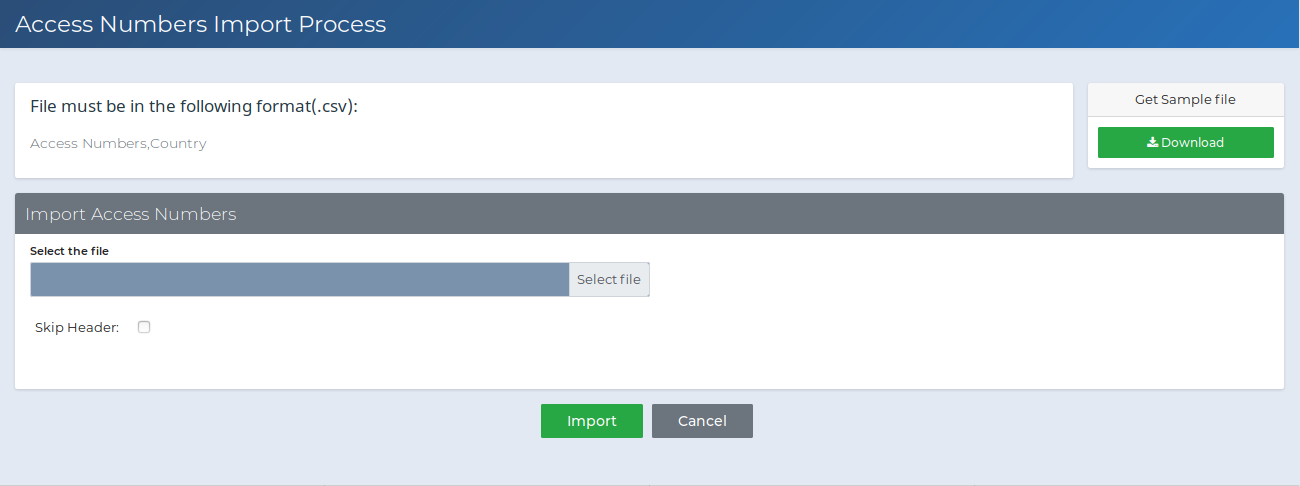 Access Numbers Import Process
File must be in the following format(.csv):
Access Numbers,Country
Get Sample file
Download
Import Access Numbers
Select the file
Select file
Skip Header:
Import
Cancel